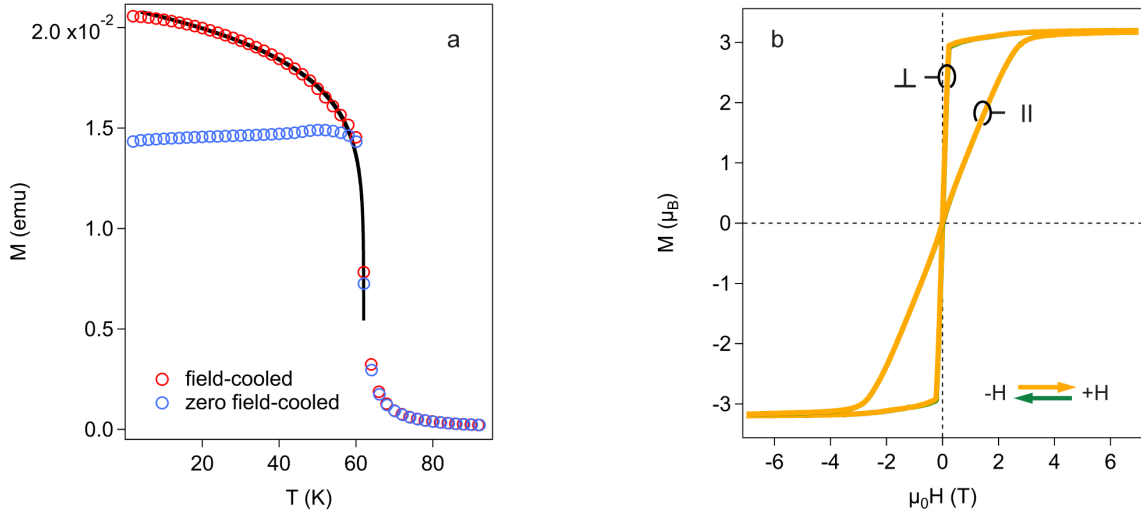 a
2.0 x10⁻²
1.5
1.0
0.5
0.0
M (emu)
field-cooled
zero field-cooled
20
40
60
80
T (K)
b
3
2
1
0
-1
-2
-3
M (μ_B)
⊥
||
-H +H
-6
-4
-2
0
2
4
6
μ₀H (T)